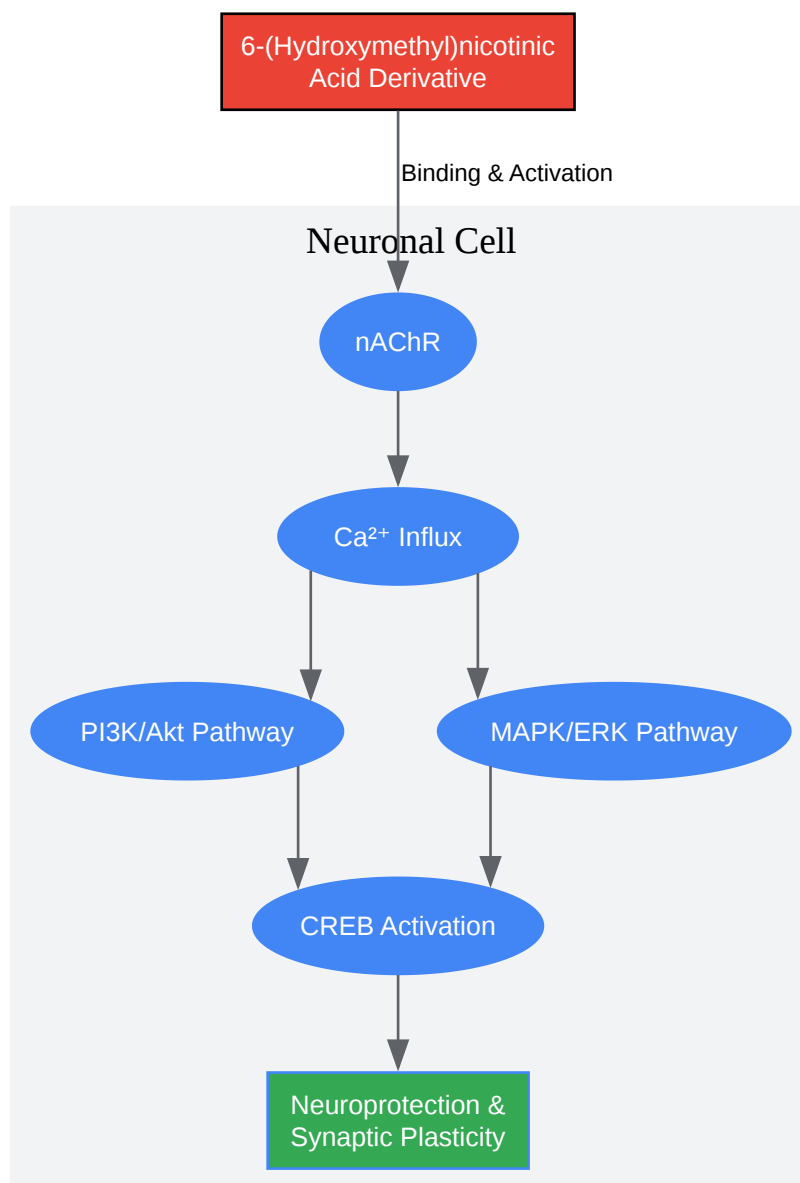 6-(Hydroxymethyl)nicotinic
Acid Derivative
Binding & Activation
Neuronal Cell
nAChR
Ca²⁺ Influx
PI3K/Akt Pathway
MAPK/ERK Pathway
CREB Activation
Neuroprotection &
Synaptic Plasticity